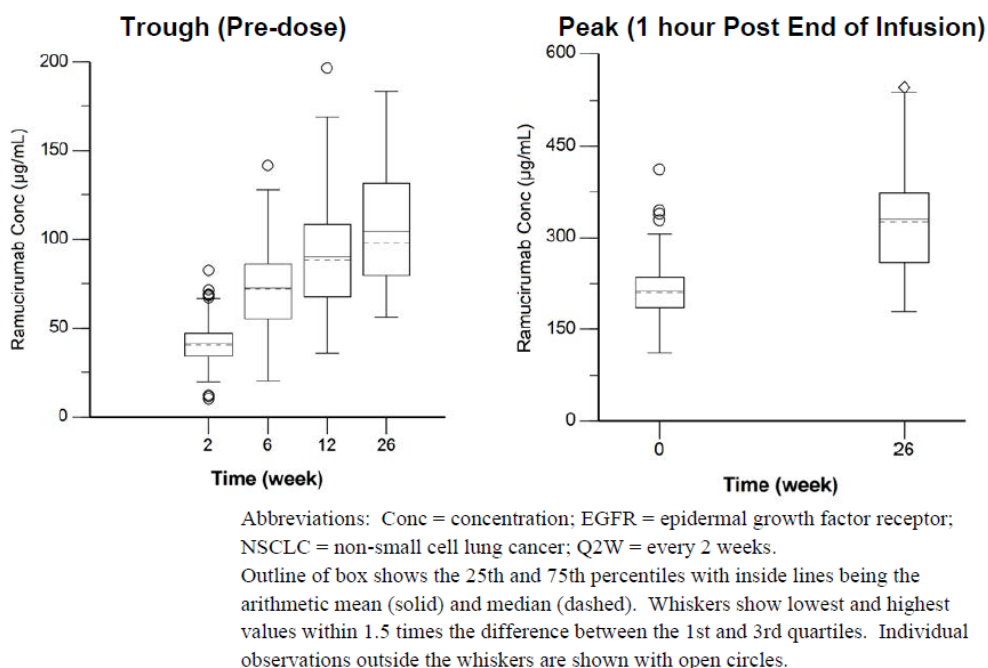 Trough (Pre-dose)
200
150
100
50
0
Ramucirumab Conc (µg/mL)
2 6 12 26
Time (week)
Peak (1 hour Post End of Infusion)
600
450
300
150
0
Ramucirumab Conc (µg/mL)
0 26
Time (week)
Abbreviations: Conc = concentration; EGFR = epidermal growth factor receptor;
NSCLC = non-small cell lung cancer; Q2W = every 2 weeks.
Outline of box shows the 25th and 75th percentiles with inside lines being the
arithmetic mean (solid) and median (dashed). Whiskers show lowest and highest
values within 1.5 times the difference between the 1st and 3rd quartiles. Individual
observations outside the whiskers are shown with open circles.